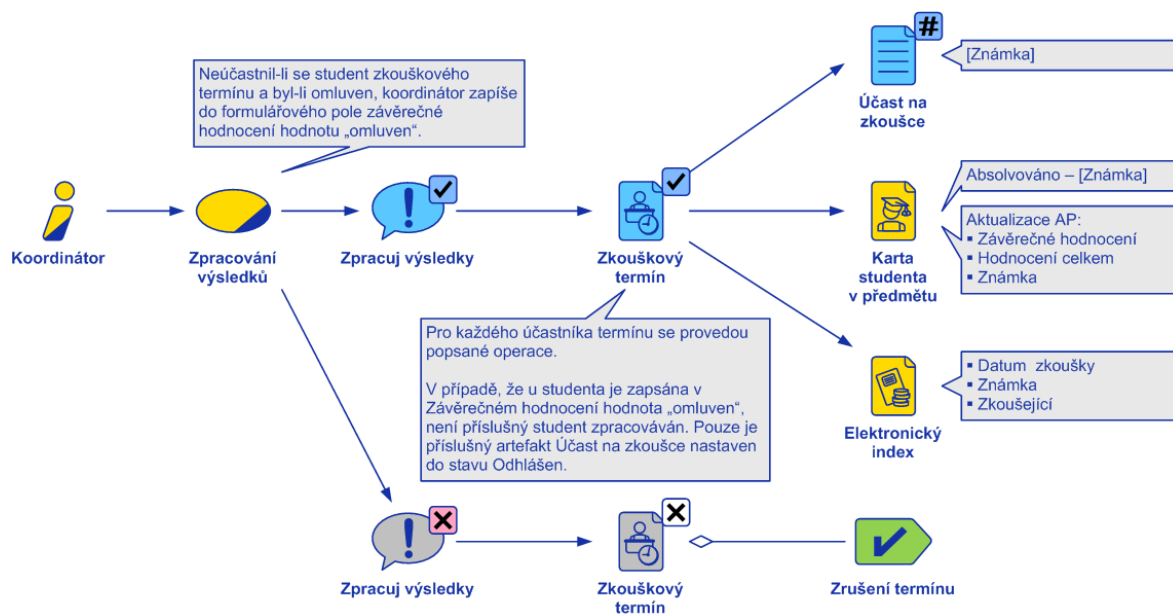 #
[Známka]
Účast na
zkoušce
Neúčastnil-li se student zkouškového
termínu a byl-li omluven, koordinátor zapíše
do formulářového pole závěrečné
hodnocení hodnotu „omluven“.
Absolvováno – [Známka]
Aktualizace AP:
▪ Závěrečné hodnocení
▪ Hodnocení celkem
▪ Známka
Koordinátor
Zpracování
výsledků
Zpracuj výsledky
Zkouškový
termín
Karta
studenta
v předmětu
Pro každého účastníka termínu se provedou
popsané operace.
V případě, že u studenta je zapsána v
Závěrečném hodnocení hodnota „omluven“,
není příslušný student zpracováván. Pouze je
příslušný artefakt Účast na zkoušce nastaven
do stavu Odhlášen.
▪ Datum  zkoušky
▪ Známka
▪ Zkoušející
Elektronický
index
Zpracuj výsledky
Zkouškový
termín
Zrušení termínu